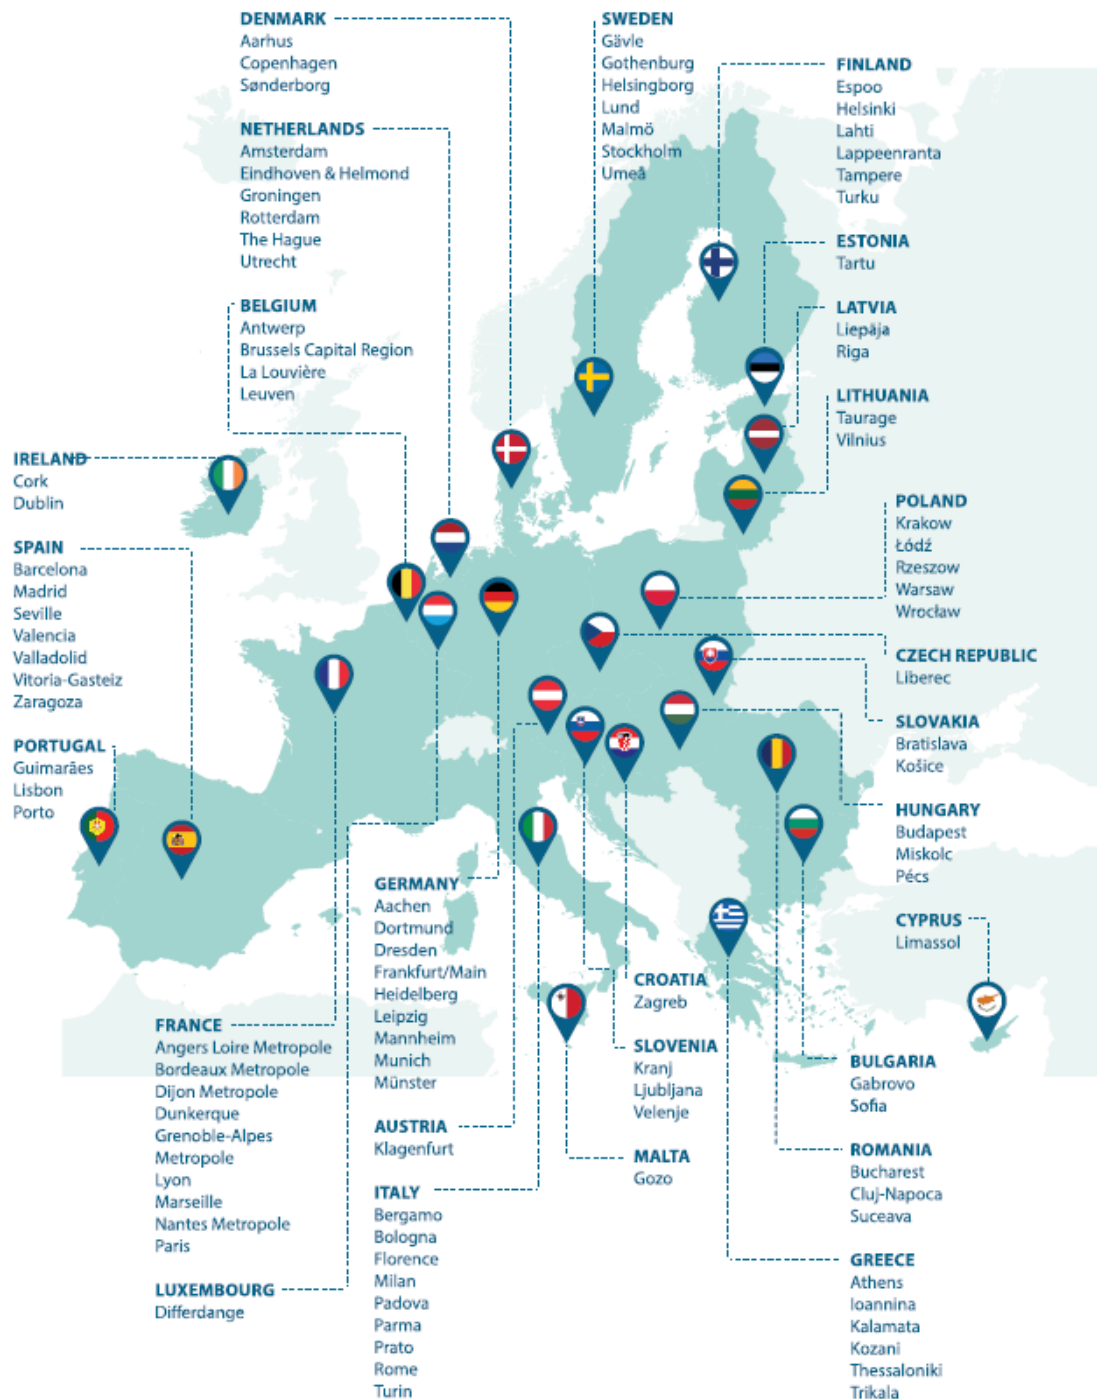 DENMARK
Aarhus
Copenhagen
Sønderborg
NETHERLANDS
Amsterdam
Eindhoven & Helmond
Groningen
Rotterdam
The Hague
Utrecht
BELGIUM
Antwerp
Brussels Capital Region
La Louvière
Leuven
IRELAND
Cork
Dublin
SPAIN
Barcelona
Madrid
Seville
Valencia
Valladolid
Vitoria-Gasteiz
Zaragoza
PORTUGAL
Guimarães
Lisbon
Porto
SWEDEN
Gävle
Gothenburg
Helsingborg
Lund
Malmö
Stockholm
Umeå
FINLAND
Espoo
Helsinki
Lahti
Lappeenranta
Tampere
Turku
ESTONIA
Tartu
LATVIA
Liepāja
Riga
LITHUANIA
Taurage
Vilnius
POLAND
Krakow
Łódź
Rzeszow
Warsaw
Wrocław
CZECH REPUBLIC
Liberec
SLOVAKIA
Bratislava
Košice
HUNGARY
Budapest
Miskolc
Pécs
CYPRUS
Limassol
FRANCE
Angers Loire Metropole
Bordeaux Metropole
Dijon Metropole
Dunkerque
Grenoble-Alpes
Metropole
Lyon
Marseille
Nantes Metropole
Paris
LUXEMBOURG
Differdange
GERMANY
Aachen
Dortmund
Dresden
Frankfurt/Main
Heidelberg
Leipzig
Mannheim
Munich
Münster
AUSTRIA
Klagenfurt
ITALY
Bergamo
Bologna
Florence
Milan
Padova
Parma
Prato
Rome
Turin
CROATIA
Zagreb
SLOVENIA
Kranj
Ljubljana
Velenje
MALTA
Gozo
BULGARIA
Gabrovo
Sofia
ROMANIA
Bucharest
Cluj-Napoca
Suceava
GREECE
Athens
Ioannina
Kalamata
Kozani
Thessaloniki
Trikala